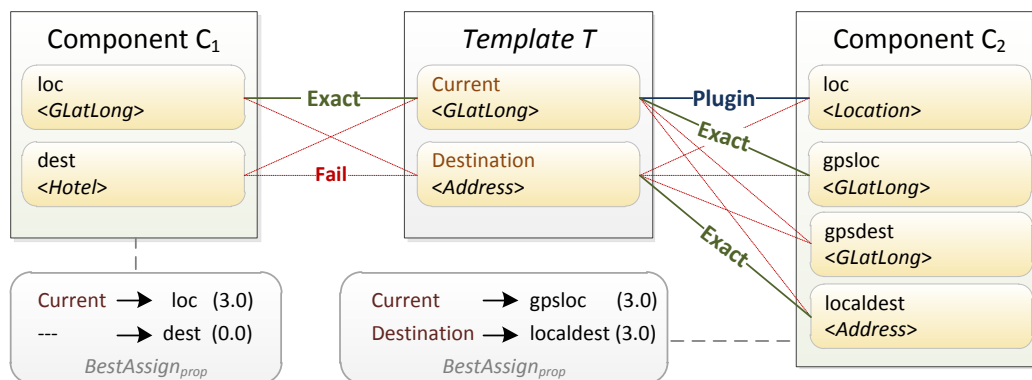 Component C1
loc
<GLatLong>
dest
<Hotel>
Exact
Fail
Template T
Current
<GLatLong>
Destination
<Address>
Plugin
Exact
Exact
Component C2
loc
<Location>
gpsloc
<GLatLong>
gpsdest
<GLatLong>
localdest
<Address>
Current loc (3.0)
--- dest (0.0)
BestAssignprop
Current gpsloc (3.0)
Destination localdest (3.0)
BestAssignprop